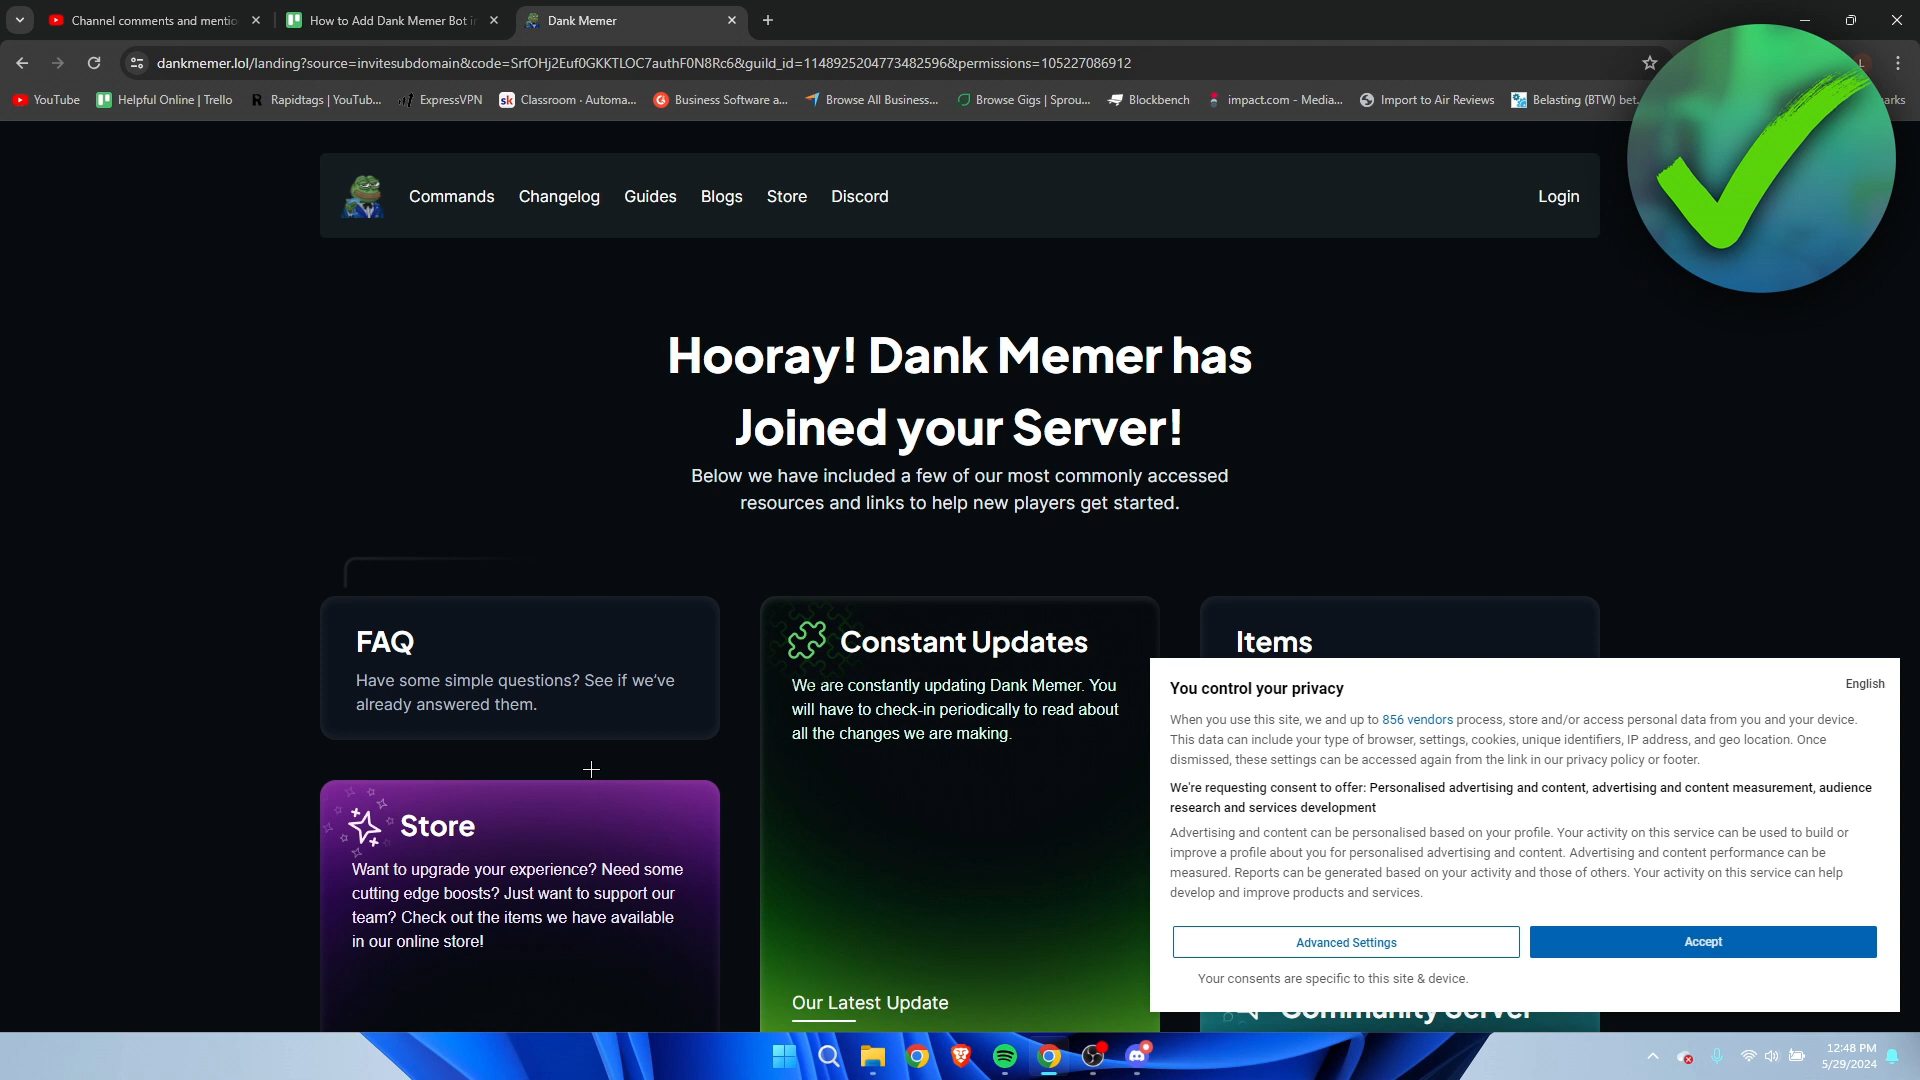 Channel comments and mentio
How to Add Dank Memer Bot i
Dank Memer
dankmemer.lol/landing?source=invitesubdomain&code=SrfOHj2Euf0GKKTLOC7authF0N8Rc6&guild_id=1148925204773482596&permissions=105227086912
YouTube
Helpful Online | Trello
Rapidtags | YouTub...
ExpressVPN
Classroom - Automa...
Business Software a...
Browse All Business...
Browse Gigs | Sprou...
Blockbench
impact.com - Media...
Import to Air Reviews
Belasting (BTW) bet.
arks
Commands
Changelog
Guides
Blogs
Store
Discord
Login
Hooray! Dank Memer has
Joined your Server!
Below we have included a few of our most commonly accessed
resources and links to help new players get started.
FAQ
Have some simple questions? See if we've
already answered them.
Store
Want to upgrade your experience? Need some
cutting edge boosts? Just want to support our
team? Check out the items we have available
in our online store!
Constant Updates
We are constantly updating Dank Memer. You
will have to check-in periodically to read about
all the changes we are making.
Our Latest Update
Items
You control your privacy
English
When you use this site, we and up to 856 vendors process, store and/or access personal data from you and your device.
This data can include your type of browser, settings, cookies, unique identifiers, IP address, and geo location. Once
dismissed, these settings can be accessed again from the link in our privacy policy or footer.
We're requesting consent to offer: Personalised advertising and content, advertising and content measurement, audience
research and services development
Advertising and content can be personalised based on your profile. Your activity on this service can be used to build or
improve a profile about you for personalised advertising and content. Advertising and content performance can be
measured. Reports can be generated based on your activity and those of others. Your activity on this service can help
develop and improve products and services.
Advanced Settings
Accept
Your consents are specific to this site & device.
Community Server
12:48 PM
5/29/2024